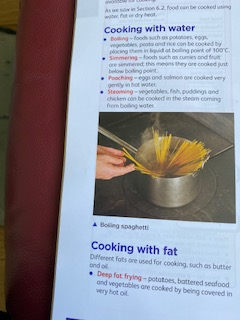 available for cooking.
As we saw in Section 6.2, food can be cooked using
water, fat or dry heat.
Cooking with water
● Boiling – foods such as potatoes, eggs,
vegetables, pasta and rice can be cooked by
placing them in liquid at boiling point of 100°C.
● Simmering – foods such as curries and fruit
are simmered; this means they are cooked just
below boiling point.
● Poaching – eggs and salmon are cooked very
gently in hot water.
● Steaming – vegetables, fish, puddings and
chicken can be cooked in the steam coming
from boiling water.
▲ Boiling spaghetti
Cooking with fat
Different fats are used for cooking, such as butter
and oil.
● Deep fat frying – potatoes, battered seafood
and vegetables are cooked by being covered in
very hot oil.